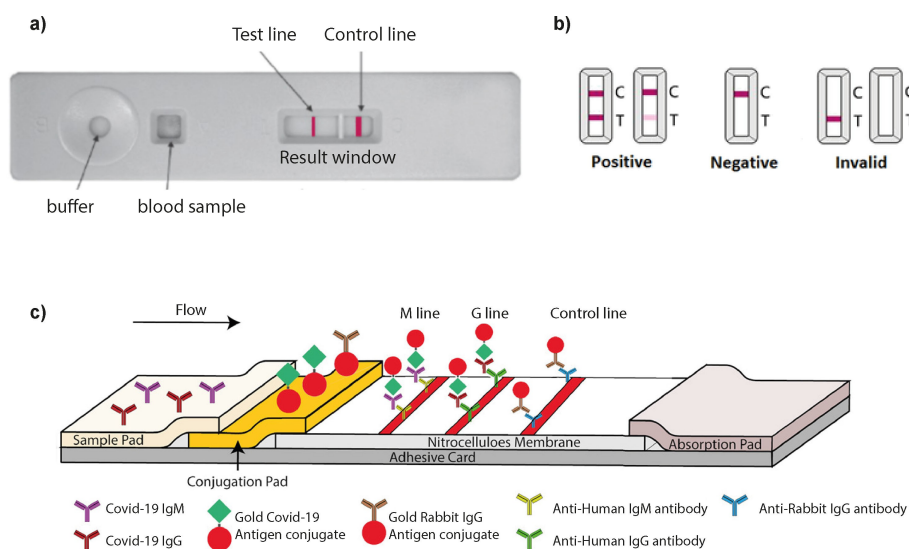 a)
Test line
Control line
Result window
buffer
blood sample
b)
C
T
C
T
Positive
C
T
Negative
C
T
C
T
Invalid
c)
Flow
M line
G line
Control line
Sample Pad
Nitrocelluloes Membrane
Absorption Pad
Adhesive Card
Conjugation Pad
Covid-19 IgM
Gold Covid-19
Antigen conjugate
Gold Rabbit IgG
Antigen conjugate
Anti-Human IgM antibody
Anti-Rabbit IgG antibody
Covid-19 IgG
Anti-Human IgG antibody